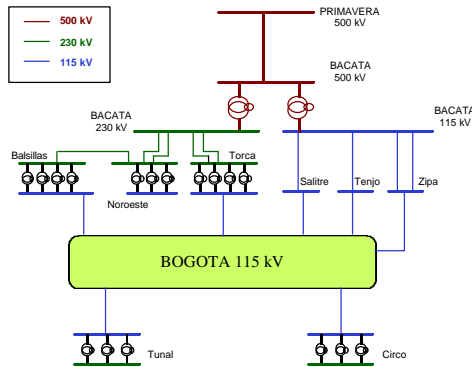 500 kV
230 kV
115 kV
PRIMAVERA
500 kV
BACATA
500 kV
BACATA
230 kV
BACATA
115 kV
Balsillas
Torca
Noroeste
Salitre
Tenjo
Zipa
BOGOTA 115 kV
Tunal
Circo